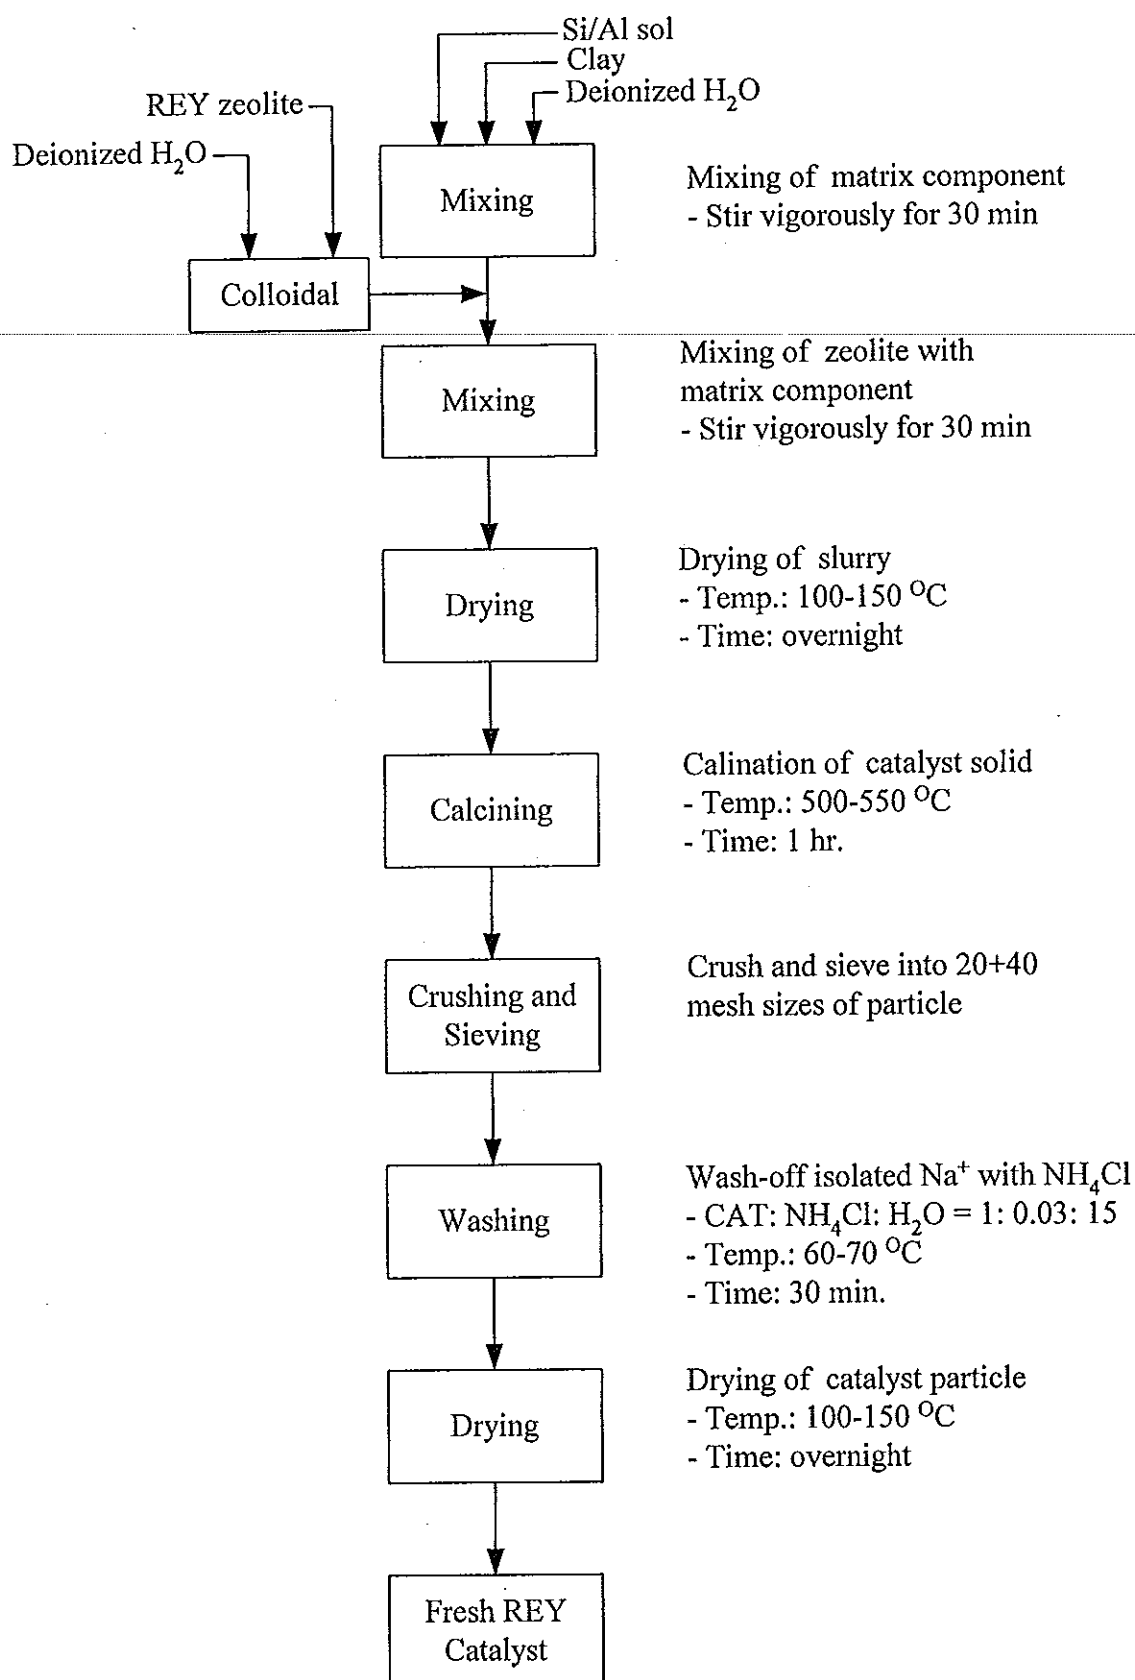 Si/Al sol
Clay
Deionized H₂O
REY zeolite
Deionized H₂O
Mixing
Mixing of matrix component
- Stir vigorously for 30 min
Colloidal
Mixing
Mixing of zeolite with
matrix component
- Stir vigorously for 30 min
Drying
Drying of slurry
- Temp.: 100-150 ᴼC
- Time: overnight
Calcining
Calination of catalyst solid
- Temp.: 500-550 ᴼC
- Time: 1 hr.
Crushing and
Sieving
Crush and sieve into 20+40
mesh sizes of particle
Washing
Wash-off isolated Na⁺ with NH₄Cl
- CAT: NH₄Cl: H₂O = 1: 0.03: 15
- Temp.: 60-70 ᴼC
- Time: 30 min.
Drying
Drying of catalyst particle
- Temp.: 100-150 ᴼC
- Time: overnight
Fresh REY
Catalyst